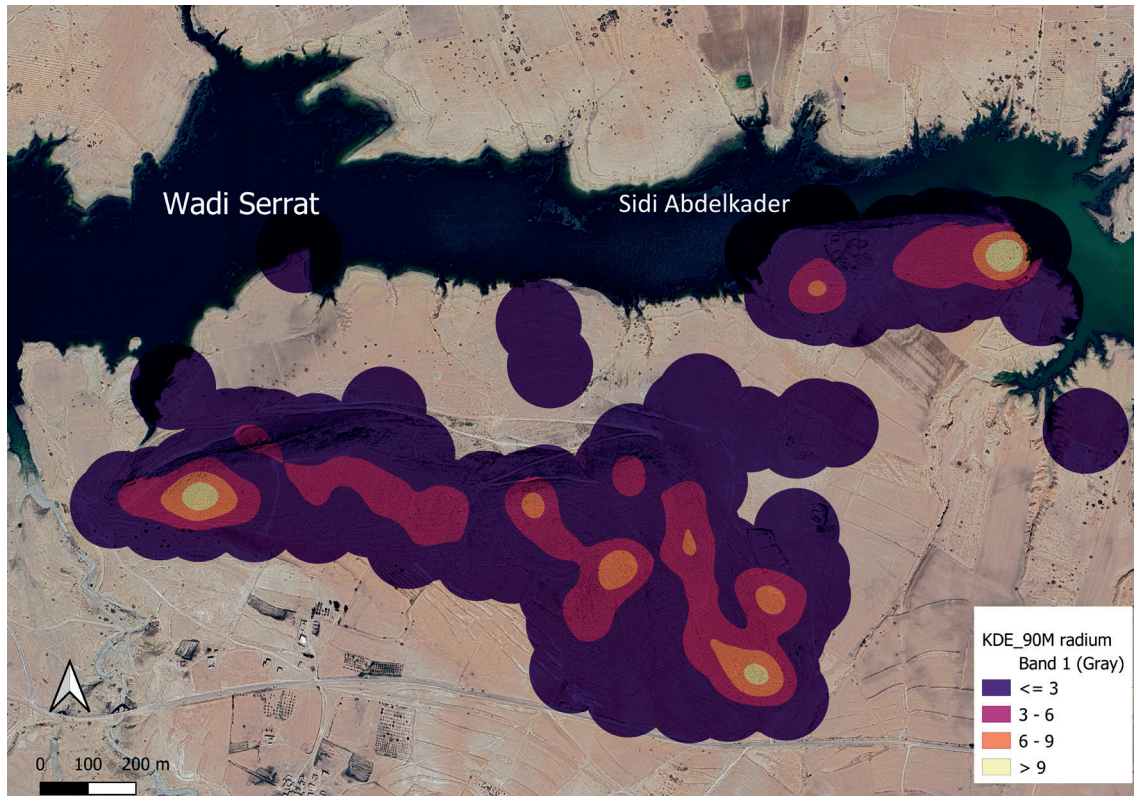 Wadi Serrat
Sidi Abdelkader
KDE_90M radium
Band 1 (Gray)
<= 3
3 - 6
6 - 9
> 9
0 100 200 m